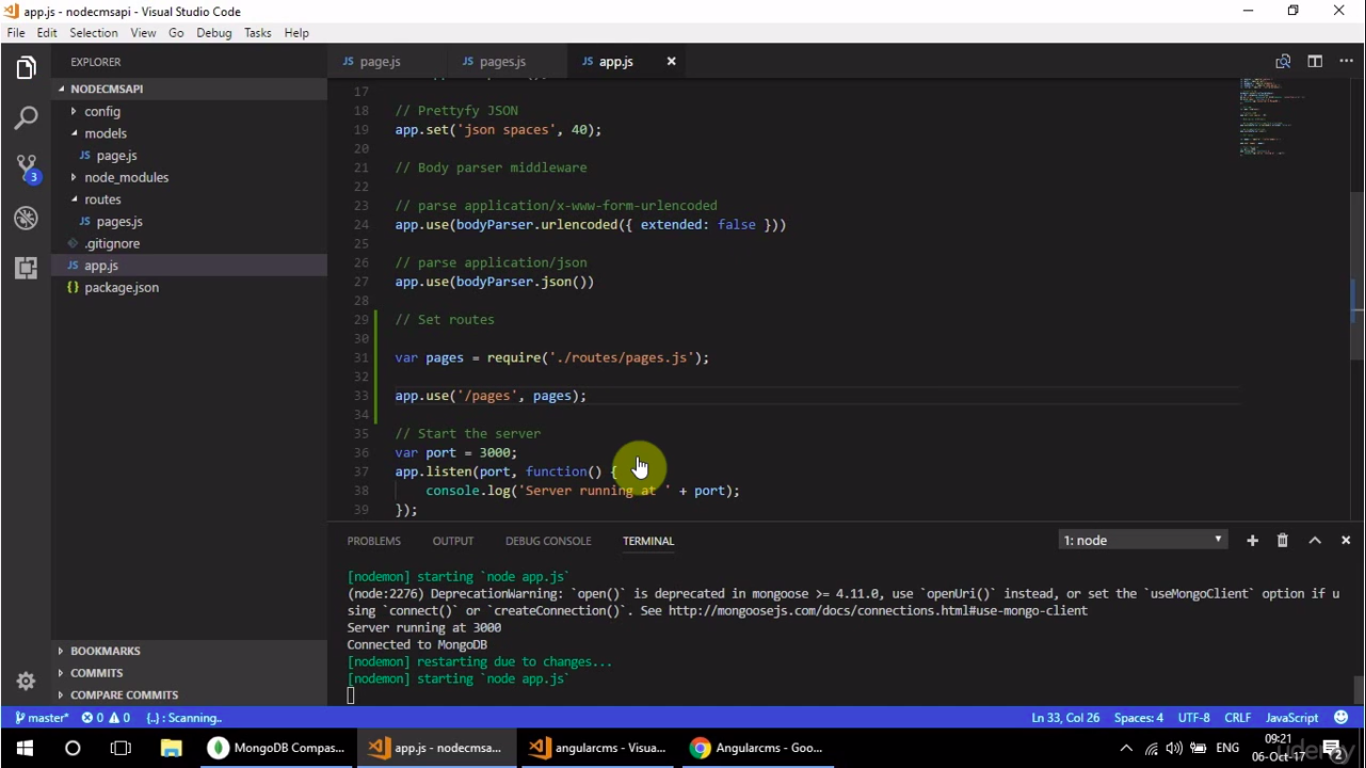 app.js - nodecmsapi - Visual Studio Code
File Edit Selection View Go Debug Tasks Help
EXPLORER
NODECMSAPI
config
models
JS page.js
node_modules
routes
JS pages.js
.gitignore
JS app.js
{} package.json
BOOKMARKS
COMMITS
COMPARE COMMITS
JS page.js JS pages.js JS app.js
17
18 // Prettyfy JSON
19 app.set('json spaces', 40);
20
21 // Body parser middleware
22
23 // parse application/x-www-form-urlencoded
24 app.use(bodyParser.urlencoded({ extended: false }))
25
26 // parse application/json
27 app.use(bodyParser.json())
28
29 // Set routes
30
31 var pages = require('./routes/pages.js');
32
33 app.use('/pages', pages);
34
35 // Start the server
36 var port = 3000;
37 app.listen(port, function() {
38 console.log('Server running at ' + port);
39 });
PROBLEMS OUTPUT DEBUG CONSOLE TERMINAL 1: node
[nodemon] starting `node app.js`
(node:2276) DeprecationWarning: `open()` is deprecated in mongoose >= 4.11.0, use `openUri()` instead, or set the `useMongoClient` option if u
sing `connect()` or `createConnection()`. See http://mongoosejs.com/docs/connections.html#use-mongo-client
Server running at 3000
Connected to MongoDB
[nodemon] restarting due to changes...
[nodemon] starting `node app.js`
3
master* 0 0 {..} : Scanning.. Ln 33, Col 26 Spaces: 4 UTF-8 CRLF JavaScript
MongoDB Compas... app.js - nodecmsa... angularcms - Visua... Angularcms - Goo... ENG 09:21
06-Oct-17 2
udemy